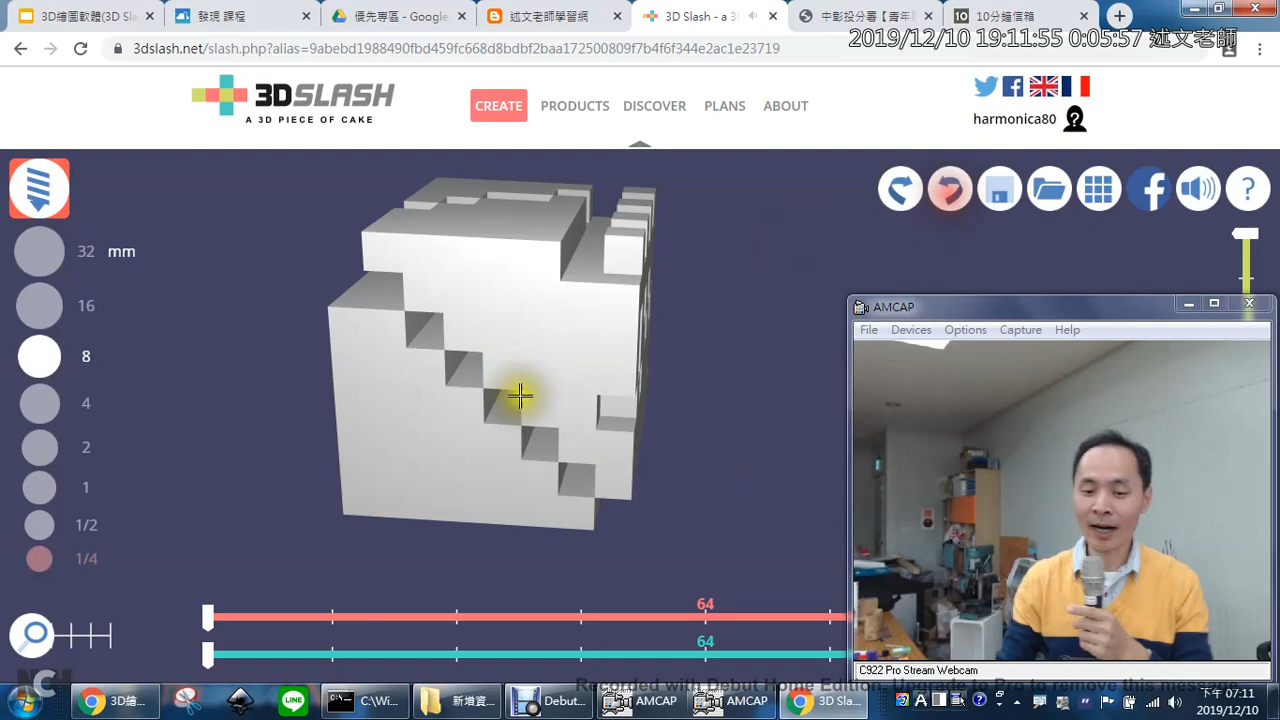 3D繪圖軟體(3D Sl
發現 課程
優先專區 - Google
述文老師學習網
3D Slash - a 3
中彰投分署【青年
10 10分鐘信箱
3dslash.net/slash.php?alias=9abebd1988490fbd459fc668d8bdbf2baa172500809f7b4f6f344e2ac1e23719
2019/12/10 19:11:55 0:05:57 述文老師
3DSLASH
A 3D PIECE OF CAKE
CREATE PRODUCTS DISCOVER PLANS ABOUT
harmonica80
32 mm
16
8
4
2
1
1/2
1/4
64
64
AMCAP
File Devices Options Capture Help
C922 Pro Stream Webcam
Recorded with Debut Home Edition. Upgrade to Pro to remove this message.
NCH
3D繪
LINE
C:\Wi...
新增資...
Debut...
AMCAP
AMCAP
3D Sla...
下午 07:11
2019/12/10